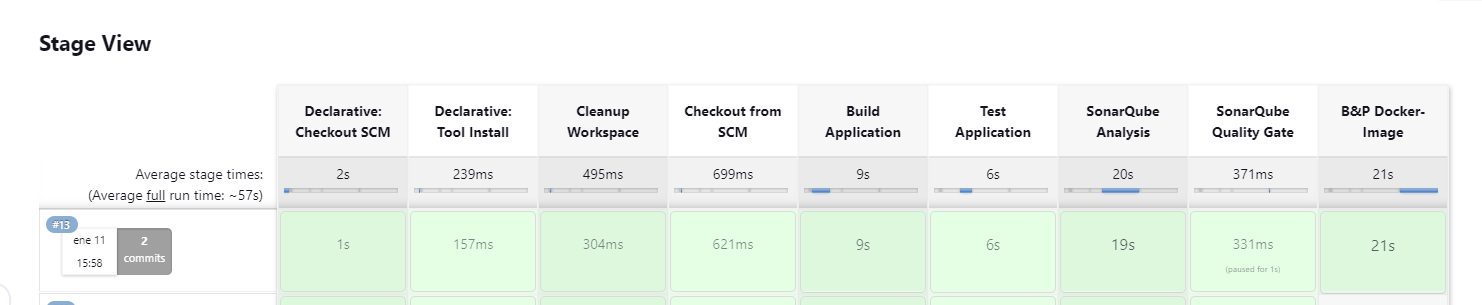 Stage View
Declarative: Checkout SCM
Declarative: Tool Install
Cleanup Workspace
Checkout from SCM
Build Application
Test Application
SonarQube Analysis
SonarQube Quality Gate
B&P Docker-Image
Average stage times:
(Average full run time: ~57s)
2s
239ms
495ms
699ms
9s
6s
20s
371ms
21s
#13
ene 11
15:58
2
commits
1s
157ms
304ms
621ms
9s
6s
19s
331ms
(paused for 1s)
21s